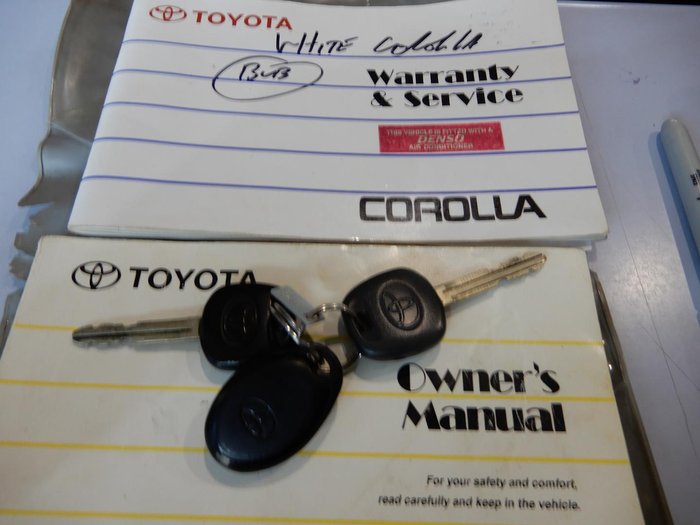 TOYOTA
WHITE COROLLA
BUB
Warranty
& Service
THIS VEHICLE IS FITTED WITH A
DENSO
AIR CONDITIONER
COROLLA
TOYOTA
Owner's
Manual
For your safety and comfort,
read carefully and keep in the vehicle.